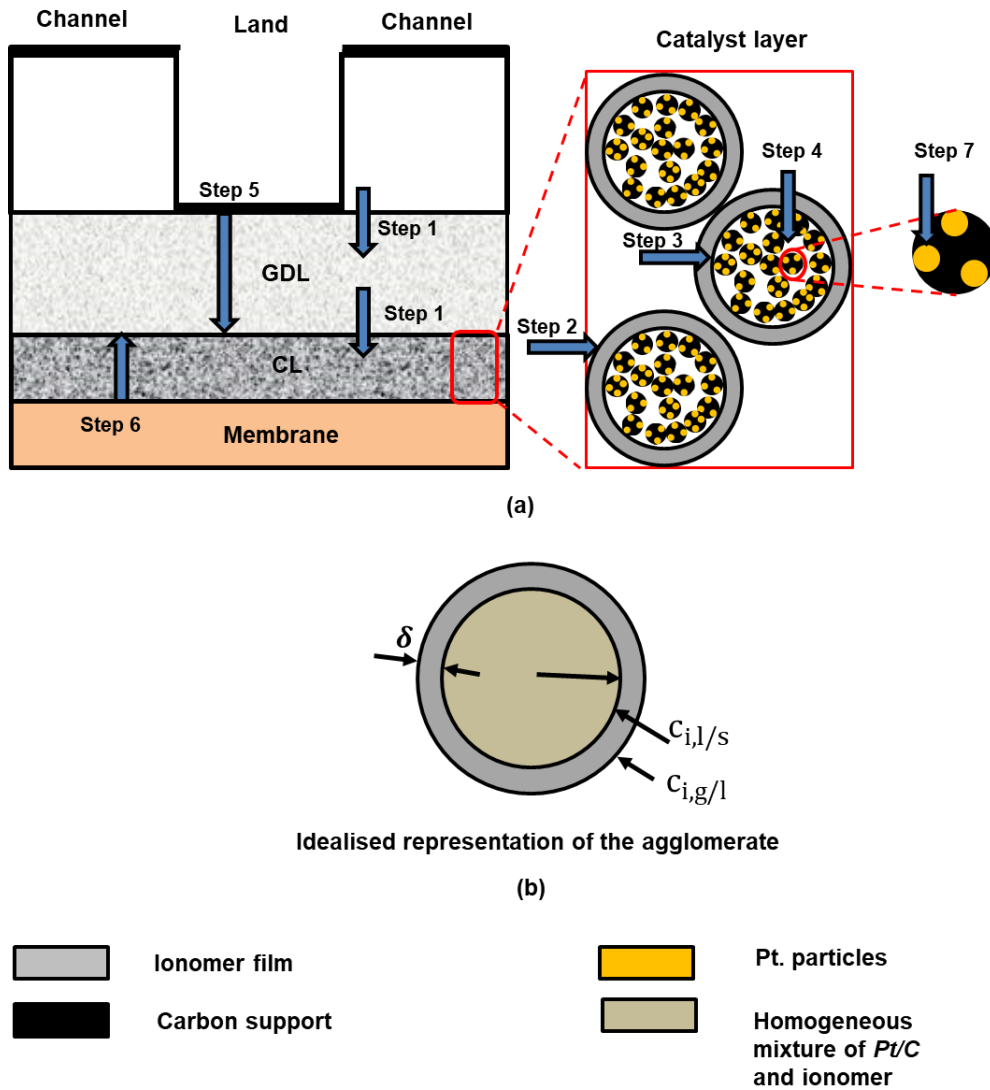 Channel
Land
Channel
Catalyst layer
Step 5
Step 1
Step 4
Step 7
GDL
Step 3
Step 1
Step 2
CL
Step 6
Membrane
(a)
δ
c_{i,l/s}
c_{i,g/l}
Idealised representation of the agglomerate
(b)
Ionomer film
Pt. particles
Carbon support
Homogeneous
mixture of Pt/C
and ionomer